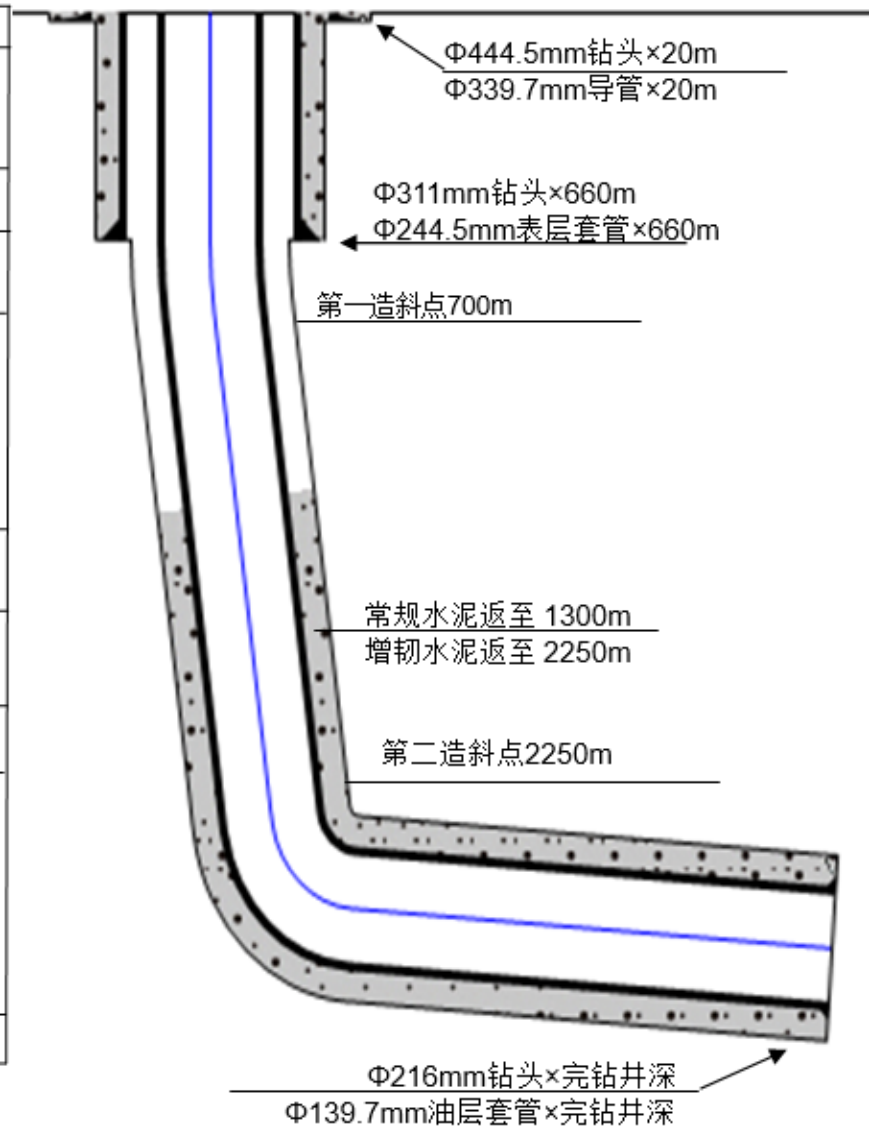 Φ444.5mm钻头×20m
Φ339.7mm导管×20m
Φ311mm钻头×660m
Φ244.5mm表层套管×660m
第一造斜点700m
常规水泥返至 1300m
增韧水泥返至 2250m
第二造斜点2250m
Φ216mm钻头×完钻井深
Φ139.7mm油层套管×完钻井深